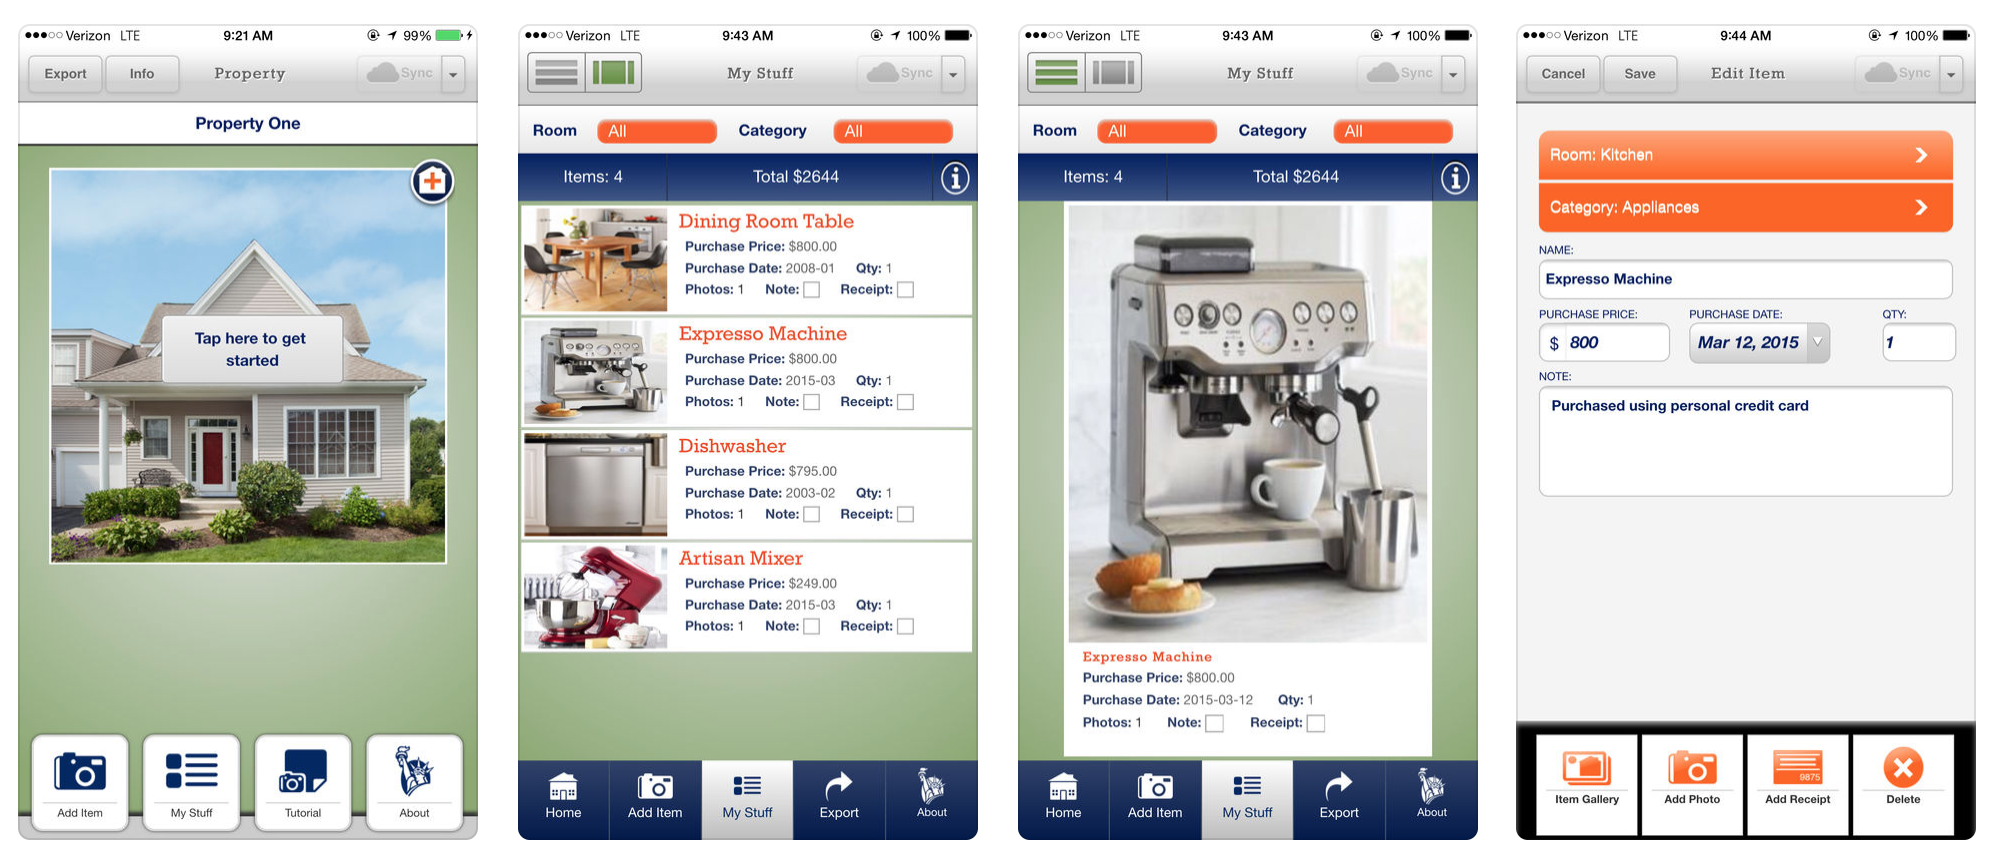 Verizon LTE 9:21 AM 99%
Export Info Property Sync
Property One
Tap here to get
started
Add Item My Stuff Tutorial About
Verizon LTE 9:43 AM 100%
My Stuff Sync
Room All Category All
Items: 4 Total $2644
Dining Room Table
Purchase Price: $800.00
Purchase Date: 2008-01 Qty: 1
Photos: 1 Note: Receipt:
Expresso Machine
Purchase Price: $800.00
Purchase Date: 2015-03 Qty: 1
Photos: 1 Note: Receipt:
Dishwasher
Purchase Price: $795.00
Purchase Date: 2003-02 Qty: 1
Photos: 1 Note: Receipt:
Artisan Mixer
Purchase Price: $249.00
Purchase Date: 2015-03 Qty: 1
Photos: 1 Note: Receipt:
Home Add Item My Stuff Export About
Verizon LTE 9:43 AM 100%
My Stuff Sync
Room All Category All
Items: 4 Total $2644
Expresso Machine
Purchase Price: $800.00
Purchase Date: 2015-03-12 Qty: 1
Photos: 1 Note: Receipt:
Home Add Item My Stuff Export About
Verizon LTE 9:44 AM 100%
Cancel Save Edit Item Sync
Room: Kitchen
Category: Appliances
NAME:
Expresso Machine
PURCHASE PRICE: PURCHASE DATE: QTY:
$ 800 Mar 12, 2015 1
NOTE:
Purchased using personal credit card
9875
Item Gallery Add Photo Add Receipt Delete